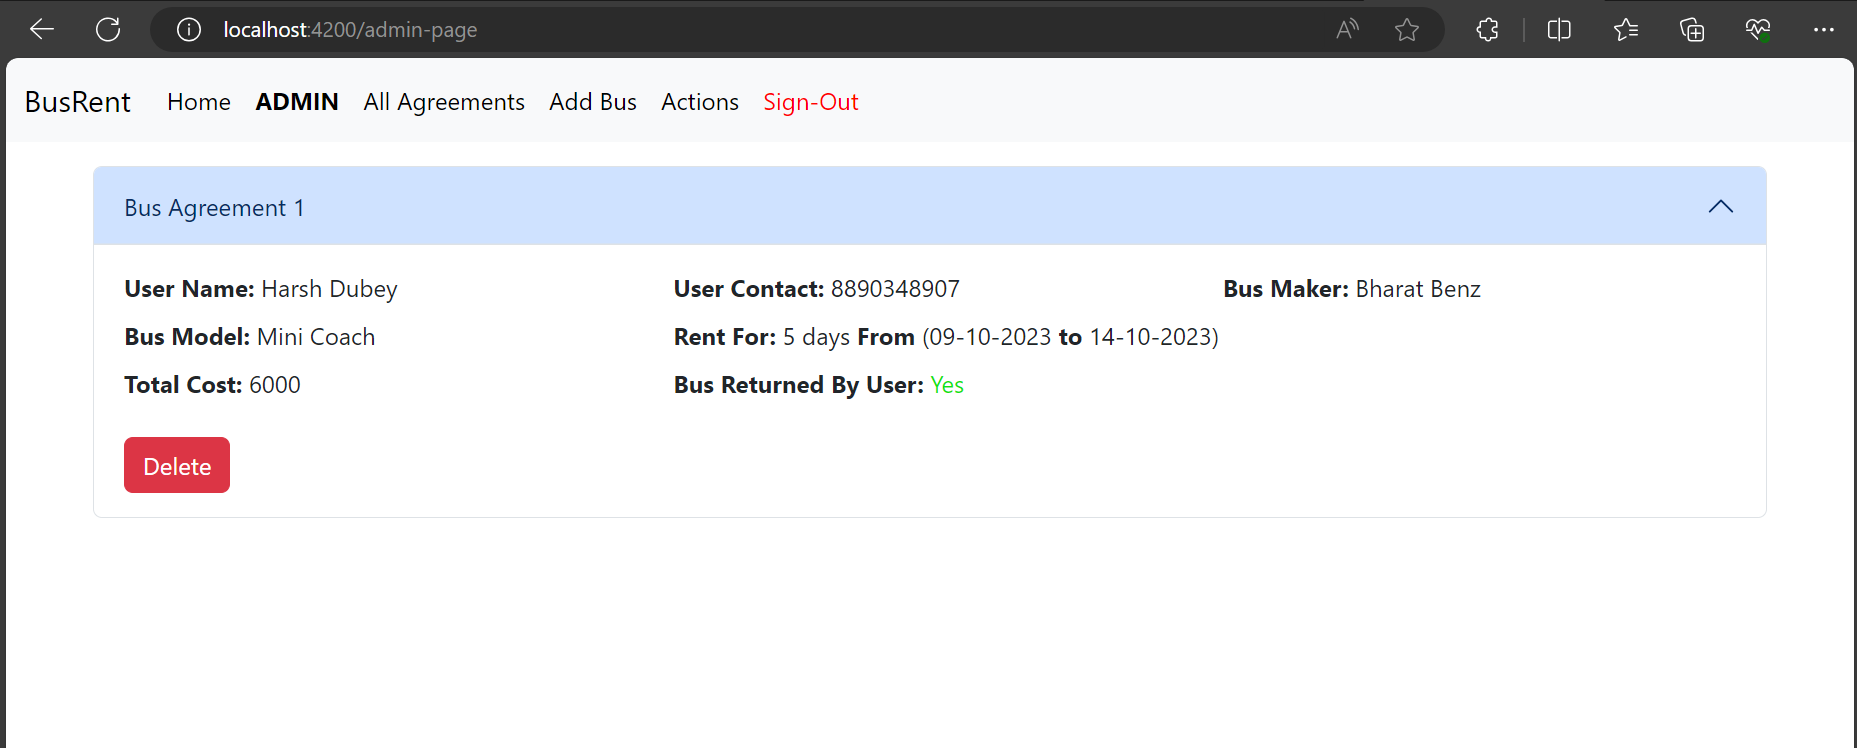 localhost:4200/admin-page
BusRent Home ADMIN All Agreements Add Bus Actions Sign-Out
Bus Agreement 1
User Name: Harsh Dubey User Contact: 8890348907 Bus Maker: Bharat Benz
Bus Model: Mini Coach Rent For: 5 days From (09-10-2023 to 14-10-2023)
Total Cost: 6000 Bus Returned By User: Yes
Delete